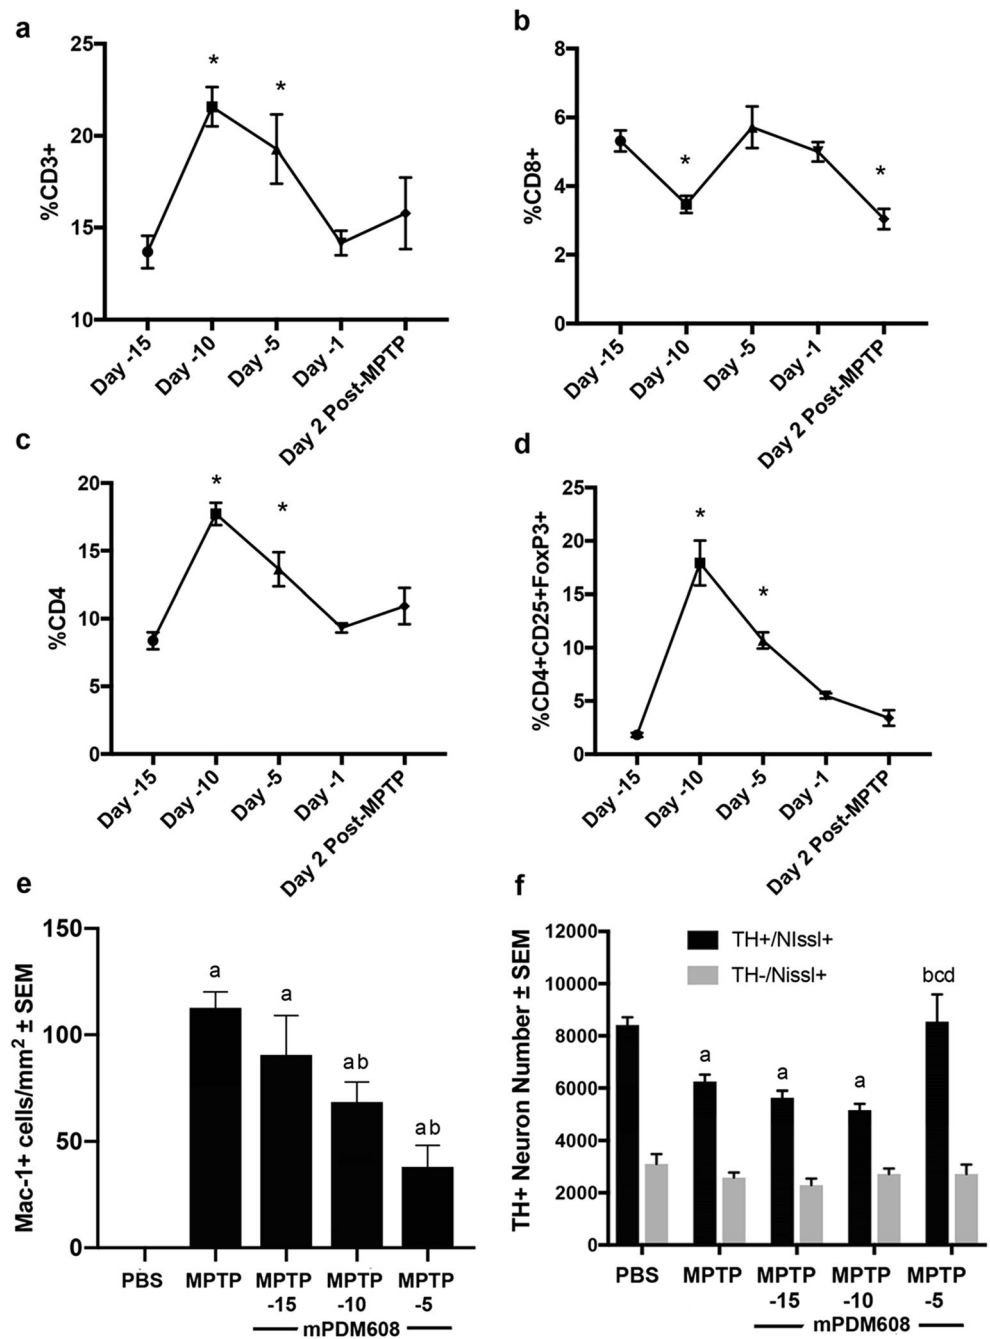 a
%CD3+
25
20
15
10
*
*
Day -15
Day -10
Day -5
Day -1
Day 2 Post-MPTP
b
%CD8+
8
6
4
2
0
*
*
Day -15
Day -10
Day -5
Day -1
Day 2 Post-MPTP
c
%CD4
20
15
10
5
0
*
*
Day -15
Day -10
Day -5
Day -1
Day 2 Post-MPTP
d
%CD4+CD25+FoxP3+
25
20
15
10
5
0
*
*
Day -15
Day -10
Day -5
Day -1
Day 2 Post-MPTP
e
Mac-1+ cells/mm² ± SEM
150
100
50
0
a
a
ab
ab
PBS MPTP MPTP MPTP MPTP
-15 -10 -5
mPDM608
f
TH+ Neuron Number ± SEM
12000
10000
8000
6000
4000
2000
0
TH+/NIssl+
TH-/Nissl+
a
a
a
bcd
PBS MPTP MPTP MPTP MPTP
-15 -10 -5
mPDM608